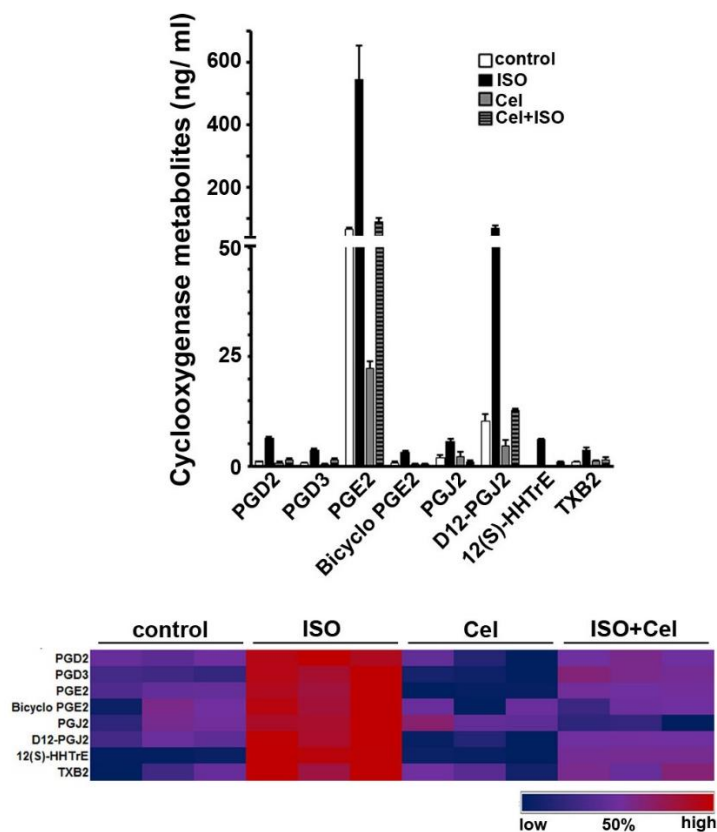 Cyclooxygenase metabolites (ng/ ml)
600
400
200
50
25
0
control
ISO
Cel
Cel+ISO
PGD2
PGD3
PGE2
Bicyclo PGE2
PGJ2
D12-PGJ2
12(S)-HHTrE
TXB2
control ISO Cel ISO+Cel
PGD2
PGD3
PGE2
Bicyclo PGE2
PGJ2
D12-PGJ2
12(S)-HHTrE
TXB2
low 50% high